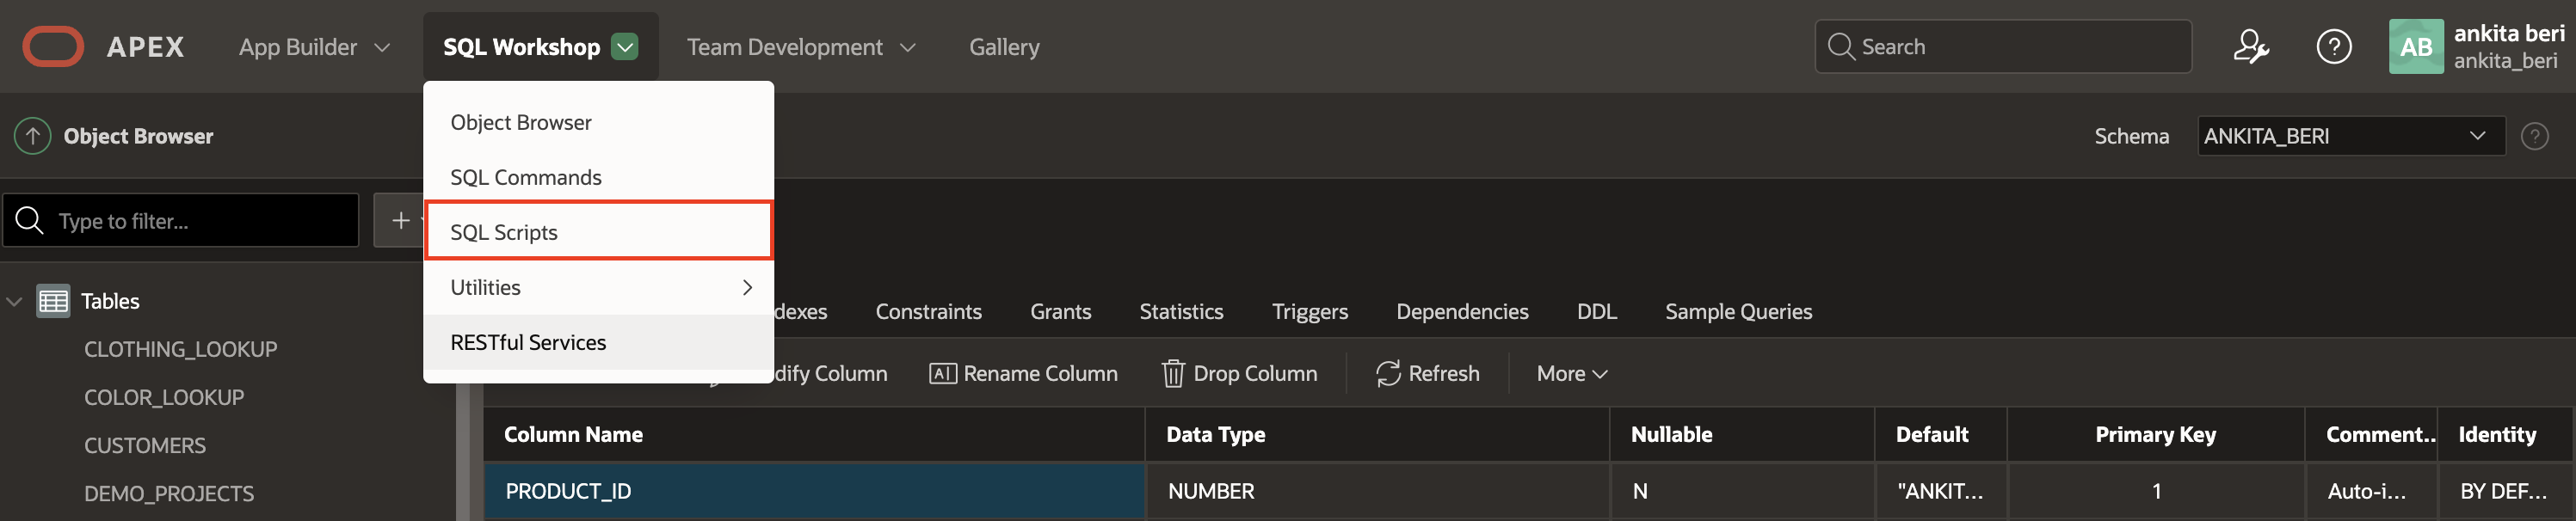 APEX App Builder SQL Workshop Team Development Gallery Search AB ankita beri
ankita_beri
Object Browser Schema ANKITA_BERI
Object Browser
SQL Commands
SQL Scripts
Utilities
RESTful Services
Type to filter...
Tables
CLOTHING_LOOKUP
COLOR_LOOKUP
CUSTOMERS
DEMO_PROJECTS
dexes Constraints Grants Statistics Triggers Dependencies DDL Sample Queries
dify Column Rename Column Drop Column Refresh More
Column Name Data Type Nullable Default Primary Key Comment.. Identity
PRODUCT_ID NUMBER N "ANKIT... 1 Auto-i... BY DEF...